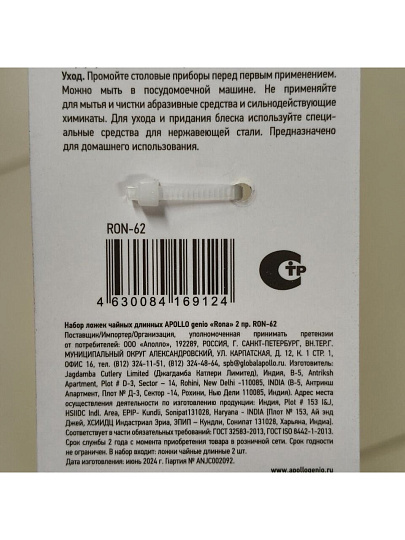 Уход. Промойте столовые приборы перед первым применением.
Можно мыть в посудомоечной машине. Не применяйте
для мытья и чистки абразивные средства и сильнодействующие
химикаты. Для ухода и придания блеска используйте специ-
альные средства для нержавеющей стали. Предназначено
для домашнего использования.
RON-62
4 630084 169124
СТР
Набор ложек чайных длинных APOLLO genio «Rona» 2 пр. RON-62
Поставщик/Импортер/Организация, уполномоченная принимать претензии
от потребителей: ООО «Аполло», 192289, РОССИЯ, Г. САНКТ-ПЕТЕРБУРГ, ВН.ТЕР.Г.
МУНИЦИПАЛЬНЫЙ ОКРУГ АЛЕКСАНДРОВСКИЙ, УЛ. КАРПАТСКАЯ, Д. 12, К. 1 СТР. 1,
ОФИС 16, тел. (812) 324-11-51, (812) 324-48-64, spb@globalapollo.ru. Изготовитель:
Jagdamba Cutlery Limited (Джагдамба Катлери Лимитед), Индия, B-5, Antriksh
Apartment, Plot # D-3, Sector – 14, Rohini, New Delhi -110085, INDIA (B-5, Антрикш
Апартмент, Плот № Д-3, Сектор-14, Рохини, Нью Дели 110085, Индия). Адрес места
осуществления деятельности по изготовлению продукции: Индия, Plot # 153 I&J,
HSIIDC Indl. Area, EPIP- Kundli, Sonipat131028, Haryana - INDIA (Плот № 153, Ай энд
Джей, ХСИИДЦ Индастриал Эриа, ЭПИП – Кундли, Сонипат 131028, Харьяна, Индия).
Соответствует в части обязательных требований: ГОСТ 32583-2013, ГОСТ ISO 8442-1-2013.
Срок службы 2 года с момента приобретения товара в розничной сети. Срок годности
не ограничен. В набор входит: ложки чайные длинные 2 шт.
Дата изготовления: июнь 2024 г. Партия № ANJC002092.
www.apollogenio.ru